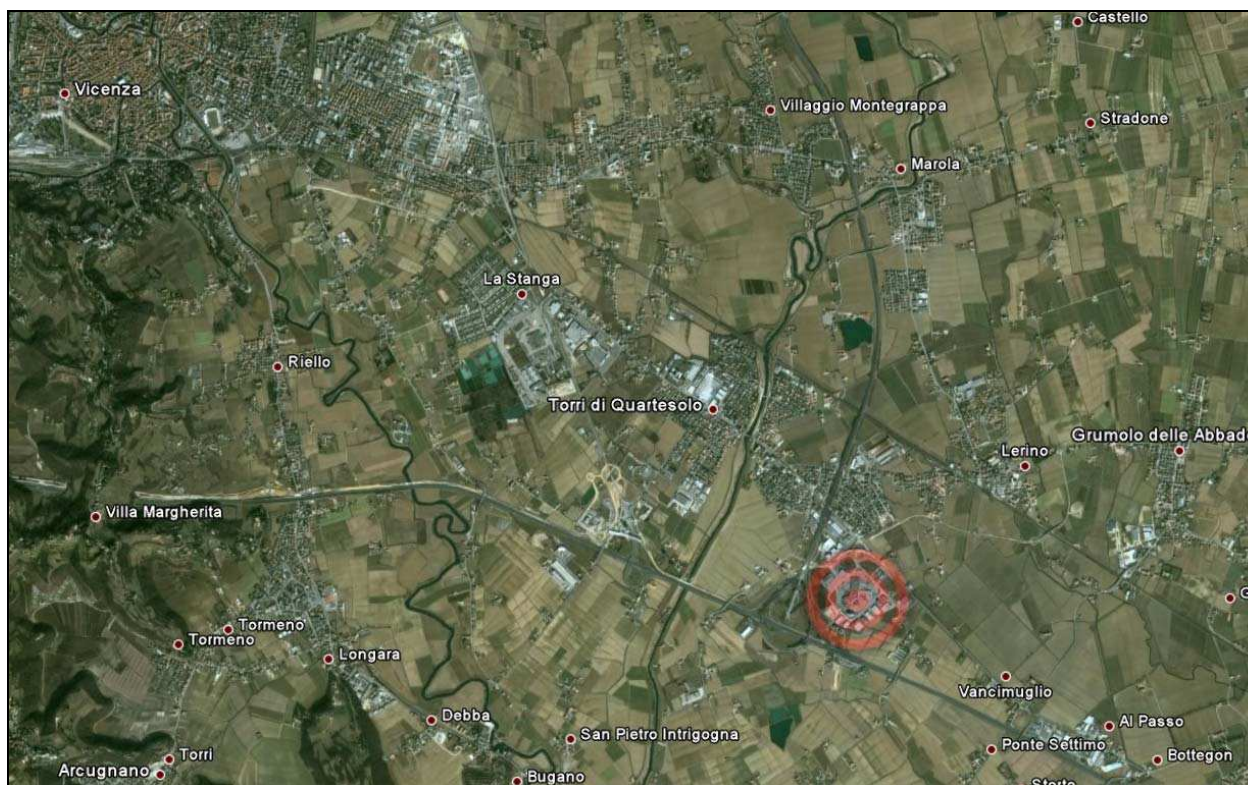 Castello
Vicenza
Villaggio Montegrappa
Stradone
Marola
La Stanga
Riello
Torri di Quartesolo
Grumolo delle Abbad
Lerino
Villa Margherita
G
Tormeno
Tormeno
Longara
Vancimuglio
Debba
Al Passo
San Pietro Intrigogna
Ponte Settimo
Torri
Bottegon
Arcugnano
Bugano
Storto